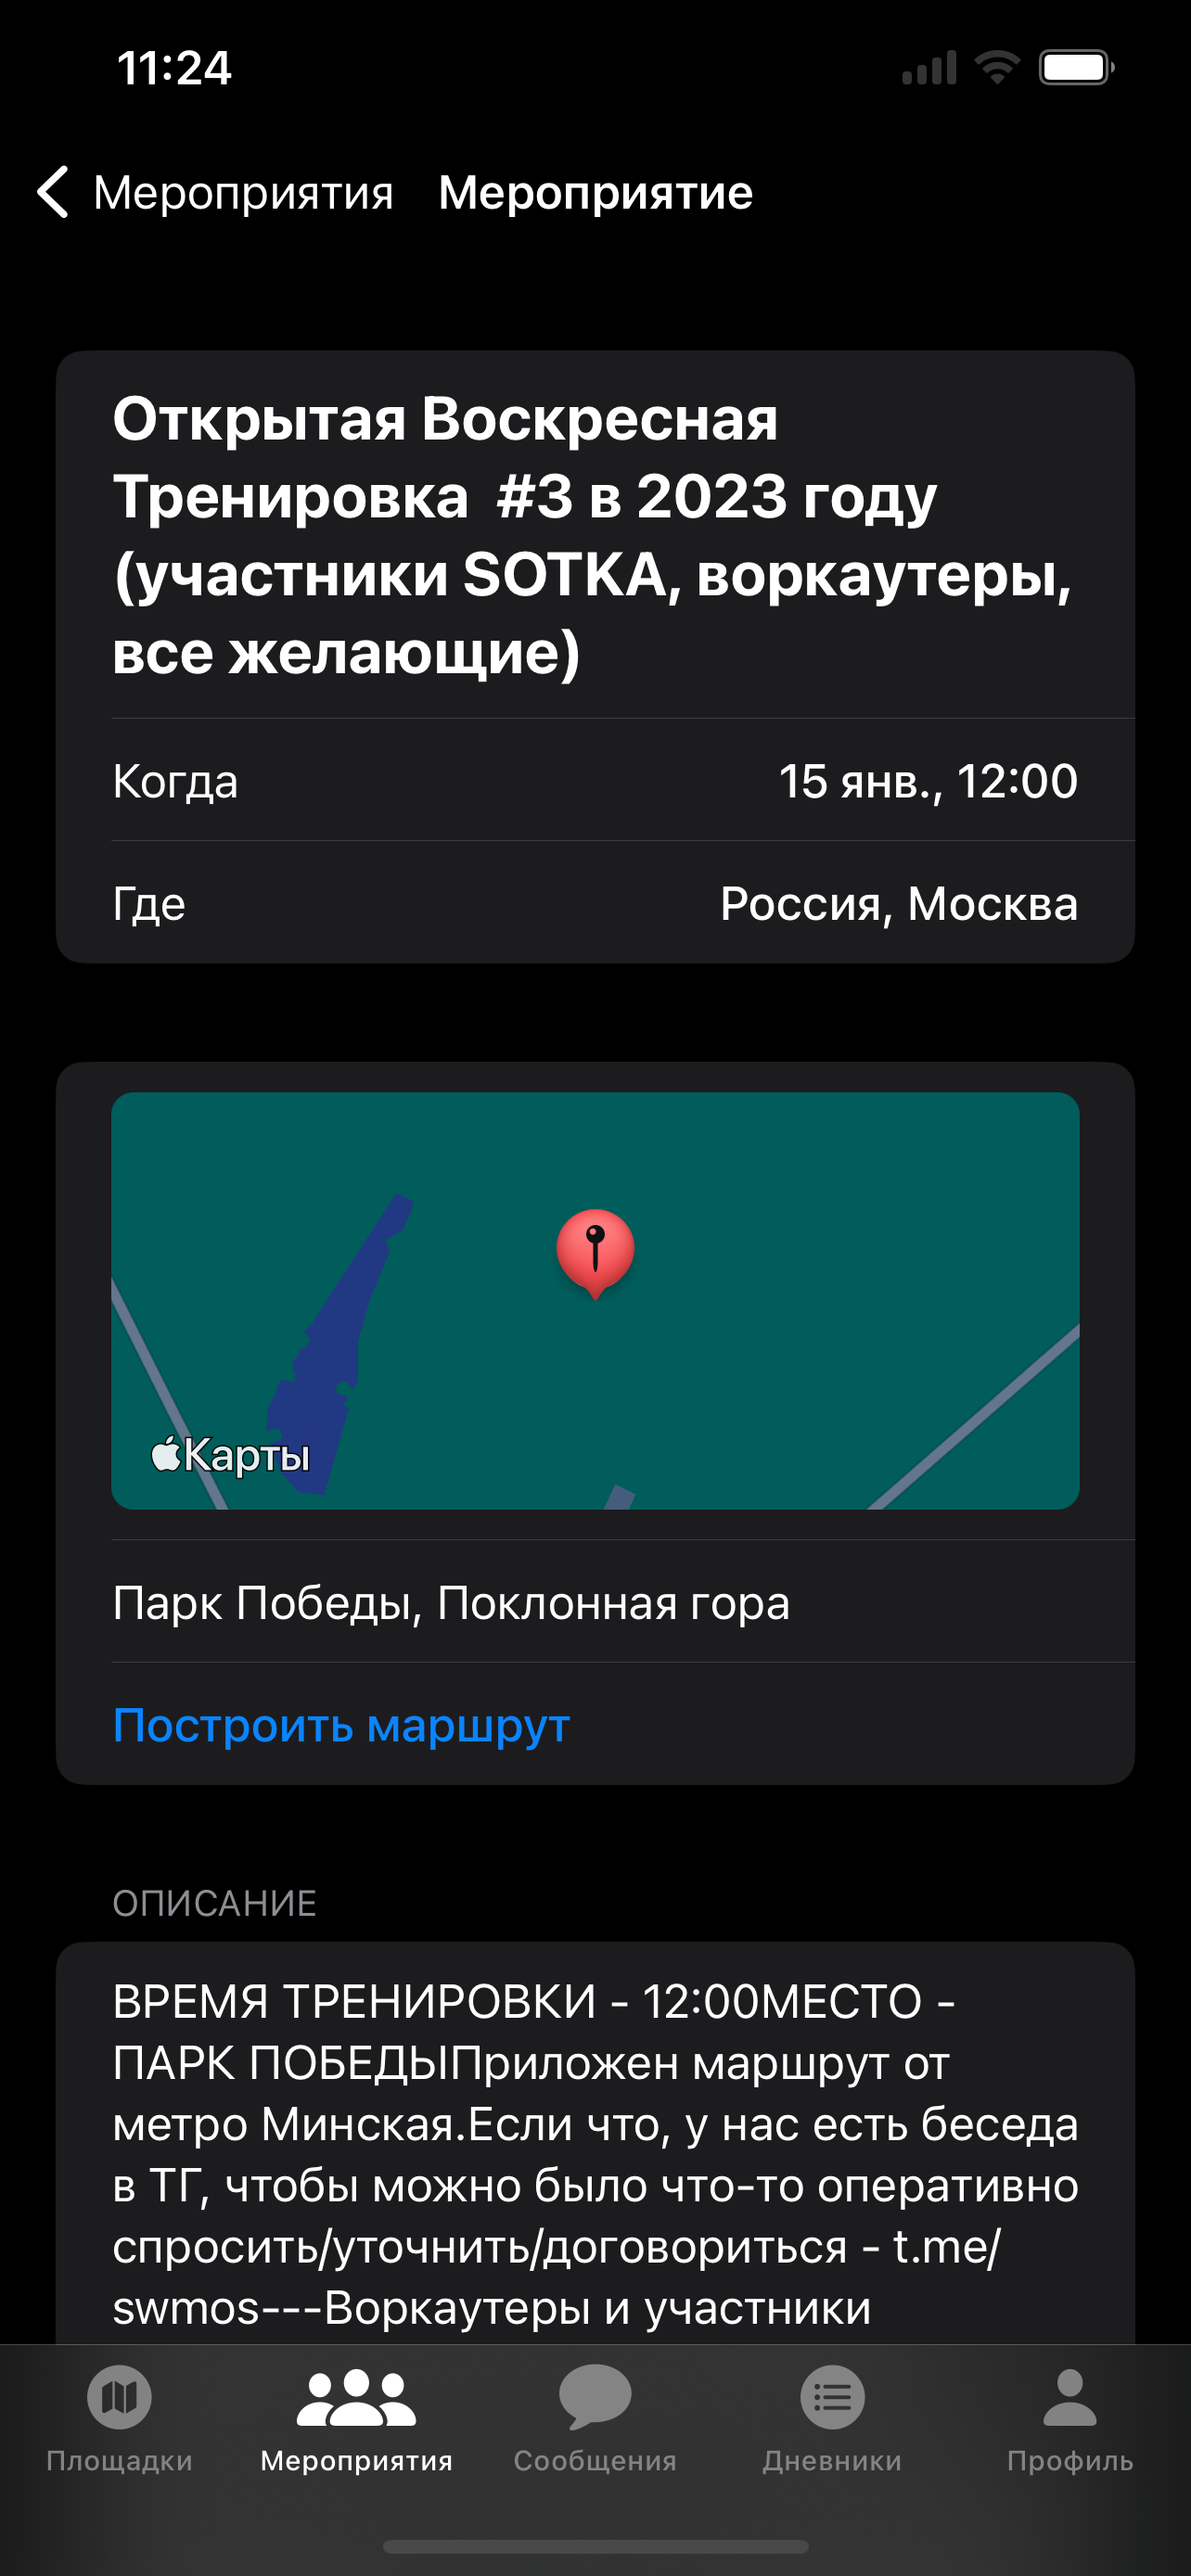 11:24
Мероприятия Мероприятие
Открытая Воскресная
Тренировка  #3 в 2023 году
(участники SOTKA, воркаутеры,
все желающие)
Когда 15 янв., 12:00
Где Россия, Москва
Карты
Парк Победы, Поклонная гора
Построить маршрут
ОПИСАНИЕ
ВРЕМЯ ТРЕНИРОВКИ - 12:00МЕСТО -
ПАРК ПОБЕДЫПриложен маршрут от
метро Минская.Если что, у нас есть беседа
в ТГ, чтобы можно было что-то оперативно
спросить/уточнить/договориться - t.me/
swmos---Воркаутеры и участники
Площадки Мероприятия Сообщения Дневники Профиль